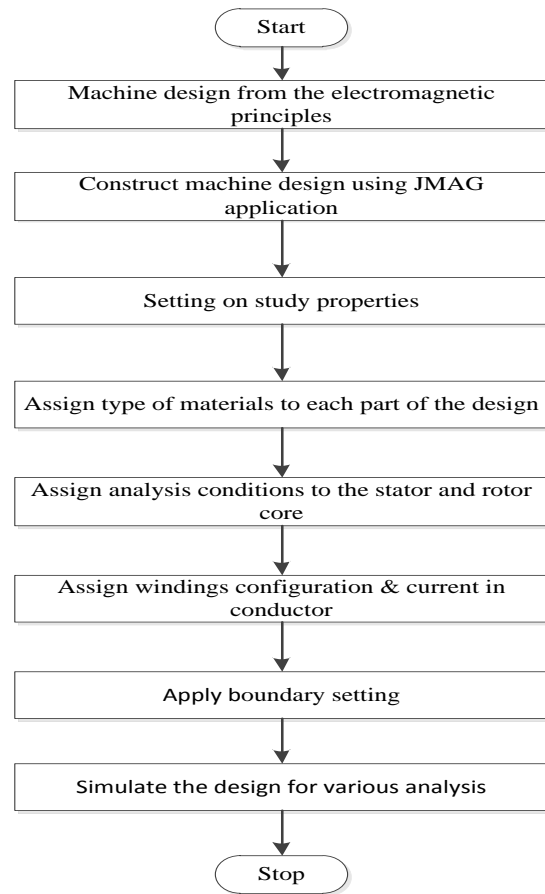 Start
Machine design from the electromagnetic
principles
Construct machine design using JMAG
application
Setting on study properties
Assign type of materials to each part of the design
Assign analysis conditions to the stator and rotor
core
Assign windings configuration & current in
conductor
Apply boundary setting
Simulate the design for various analysis
Stop